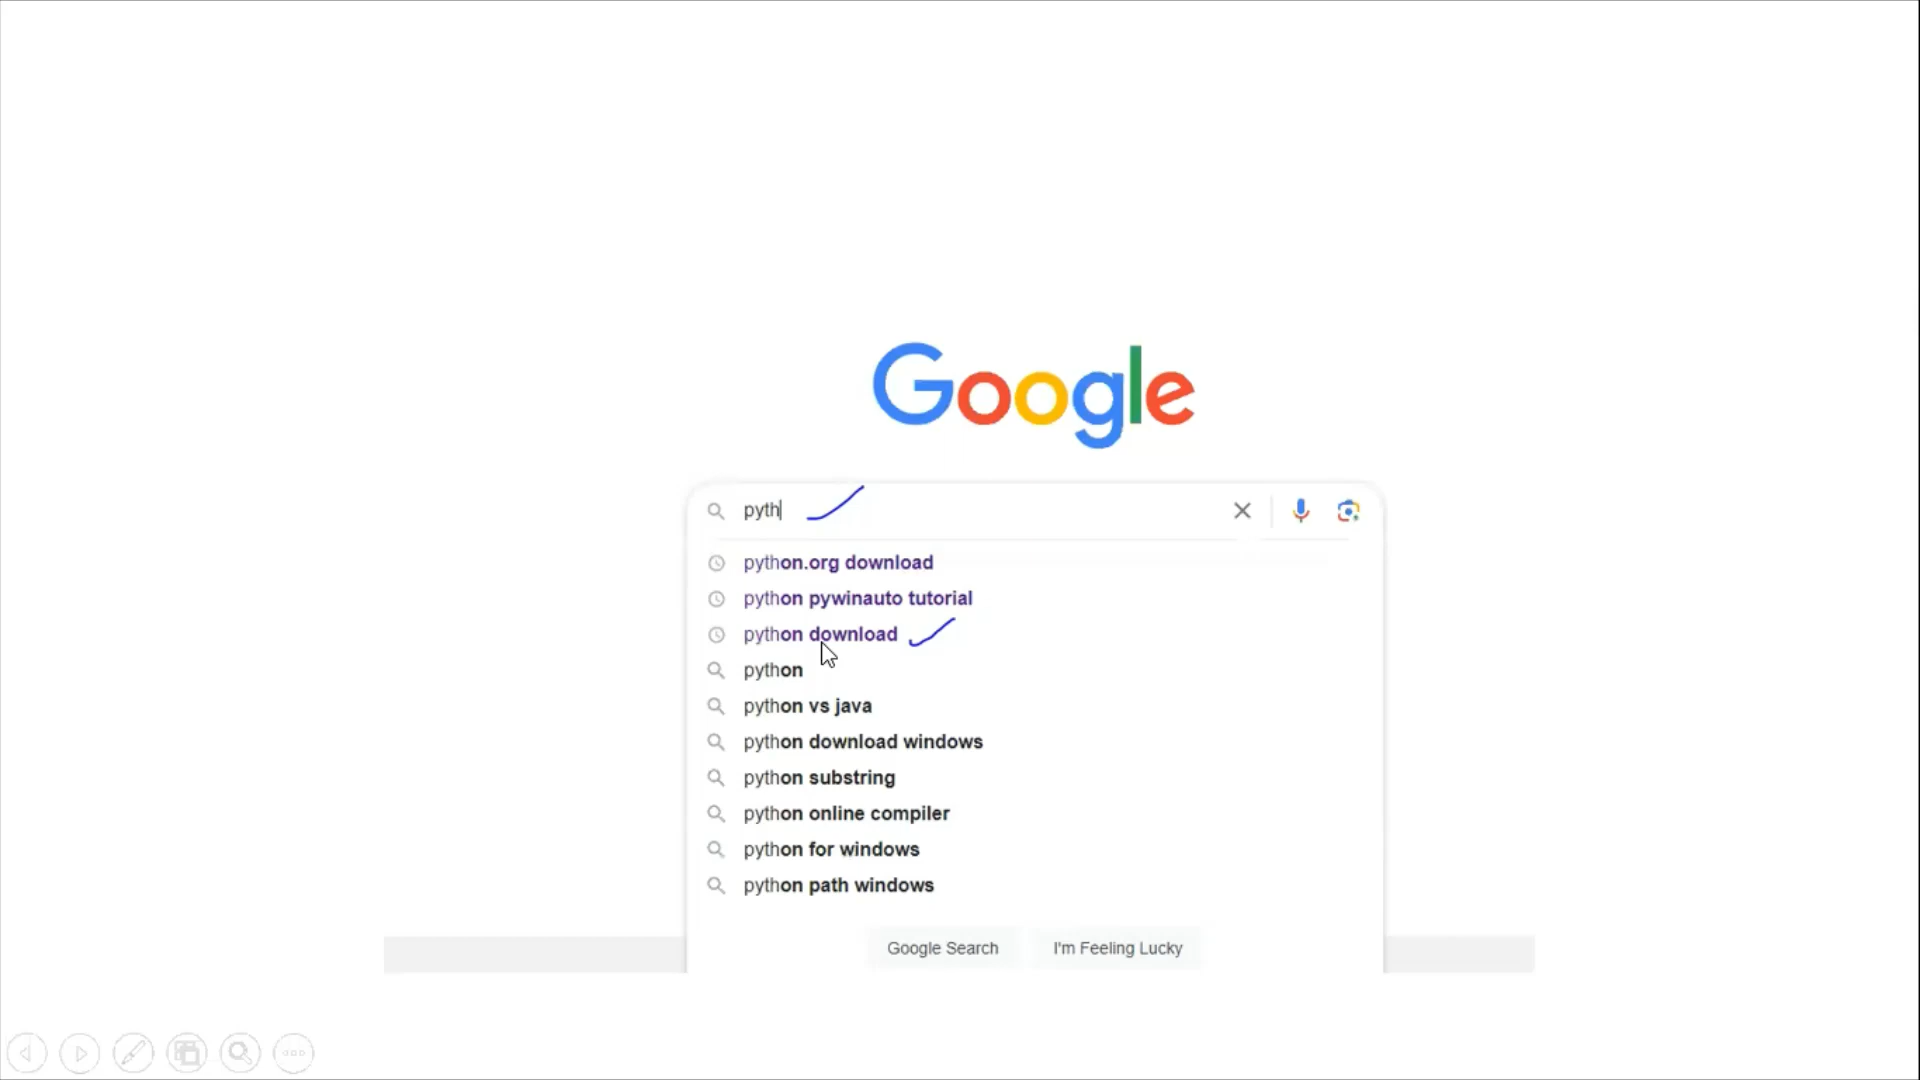 Google
pyth
python.org download
python pywinauto tutorial
python download
python
python vs java
python download windows
python substring
python online compiler
python for windows
python path windows
Google Search
I'm Feeling Lucky